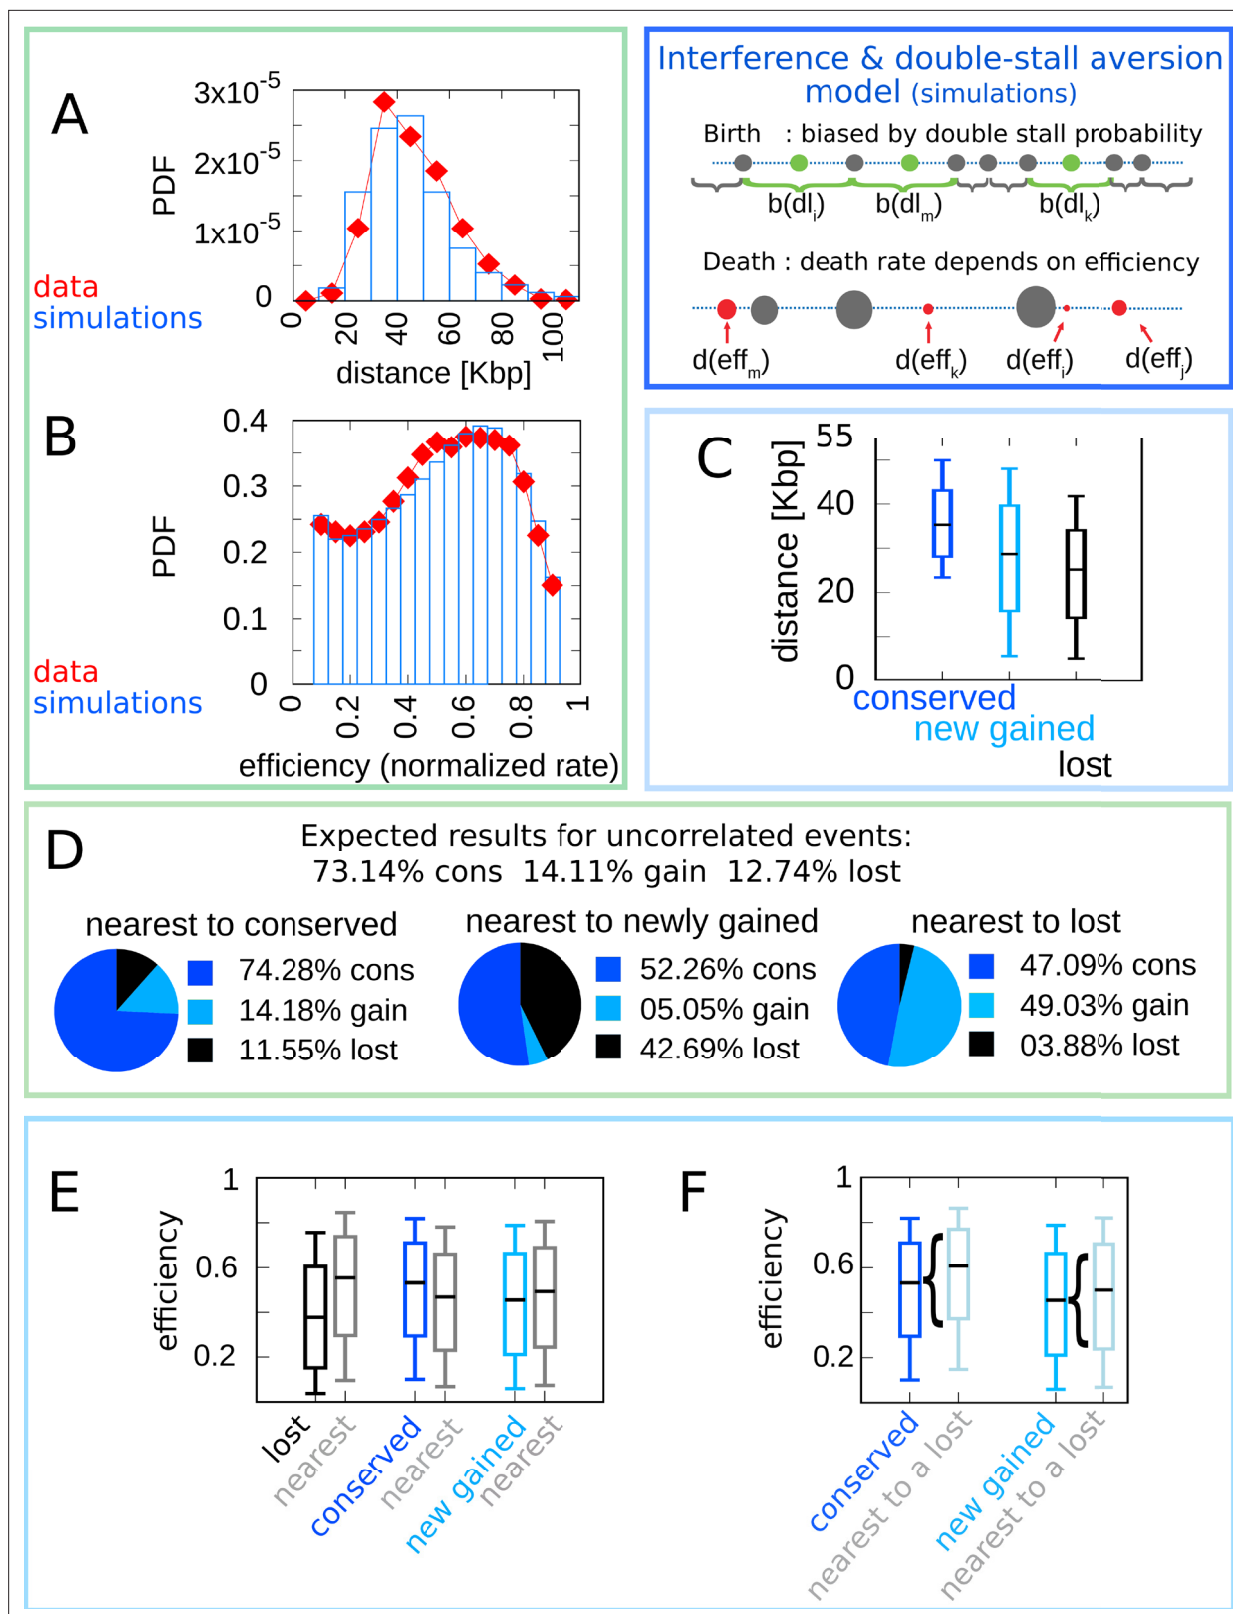 A
3x10-5
2x10-5
1x10-5
0
PDF
data
simulations
0
20
40
60
80
100
distance [Kbp]
Interference & double-stall aversion
model (simulations)
Birth : biased by double stall probability
b(dli) b(dlm) b(dlk)
Death : death rate depends on efficiency
d(effm) d(effk) d(effi) d(effj)
B
0.4
0.3
0.2
0.1
0
PDF
data
simulations
0
0.2
0.4
0.6
0.8
1
efficiency (normalized rate)
C
55
40
20
0
distance [Kbp]
conserved
new gained
lost
D
Expected results for uncorrelated events:
73.14% cons 14.11% gain 12.74% lost
nearest to conserved
74.28% cons
14.18% gain
11.55% lost
nearest to newly gained
52.26% cons
05.05% gain
42.69% lost
nearest to lost
47.09% cons
49.03% gain
03.88% lost
E
1
0.6
0.2
efficiency
lost
nearest
conserved
nearest
new gained
nearest
F
1
0.6
0.2
efficiency
{
{
conserved
nearest to a lost
new gained
nearest to a lost